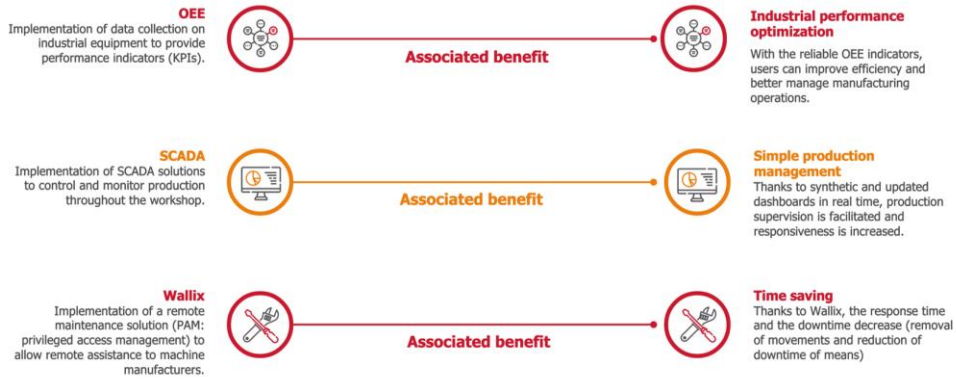 OEE
Implementation of data collection on
industrial equipment to provide
performance indicators (KPIs).
Associated benefit
Industrial performance
optimization
With the reliable OEE indicators,
users can improve efficiency and
better manage manufacturing
operations.
SCADA
Implementation of SCADA solutions
to control and monitor production
throughout the workshop.
Associated benefit
Simple production
management
Thanks to synthetic and updated
dashboards in real time, production
supervision is facilitated and
responsiveness is increased.
Wallix
Implementation of a remote
maintenance solution (PAM:
privileged access management) to
allow remote assistance to machine
manufacturers.
Associated benefit
Time saving
Thanks to Wallix, the response time
and the downtime decrease (removal
of movements and reduction of
downtime of means)